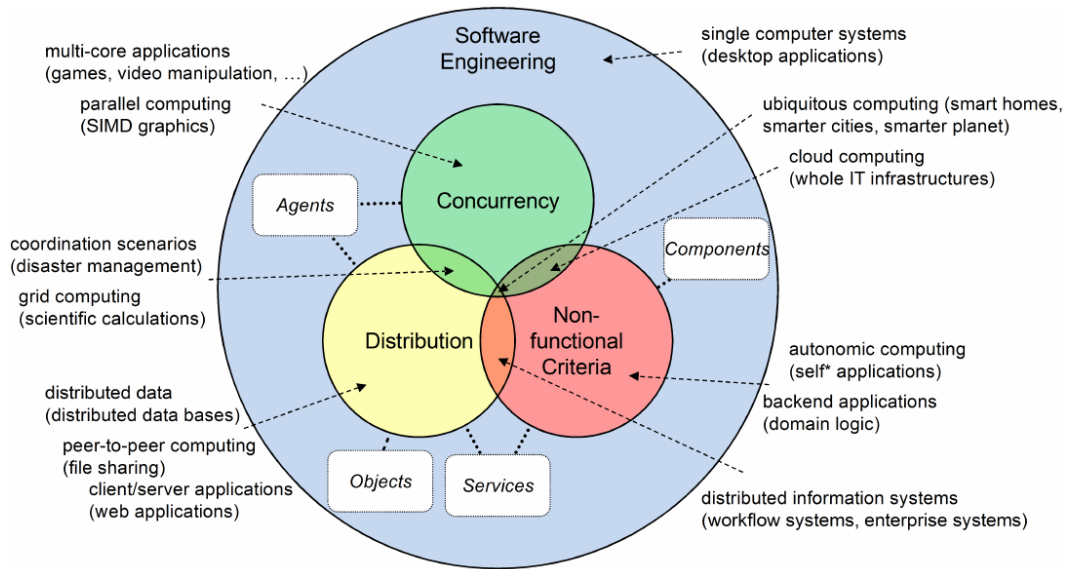 Software
Engineering
multi-core applications
(games, video manipulation, …)
parallel computing
(SIMD graphics)
single computer systems
(desktop applications)
ubiquitous computing (smart homes,
smarter cities, smarter planet)
cloud computing
(whole IT infrastructures)
Agents
Concurrency
Components
coordination scenarios
(disaster management)
grid computing
(scientific calculations)
Distribution
Non-
functional
Criteria
autonomic computing
(self* applications)
backend applications
(domain logic)
distributed data
(distributed data bases)
peer-to-peer computing
(file sharing)
client/server applications
(web applications)
Objects
Services
distributed information systems
(workflow systems, enterprise systems)